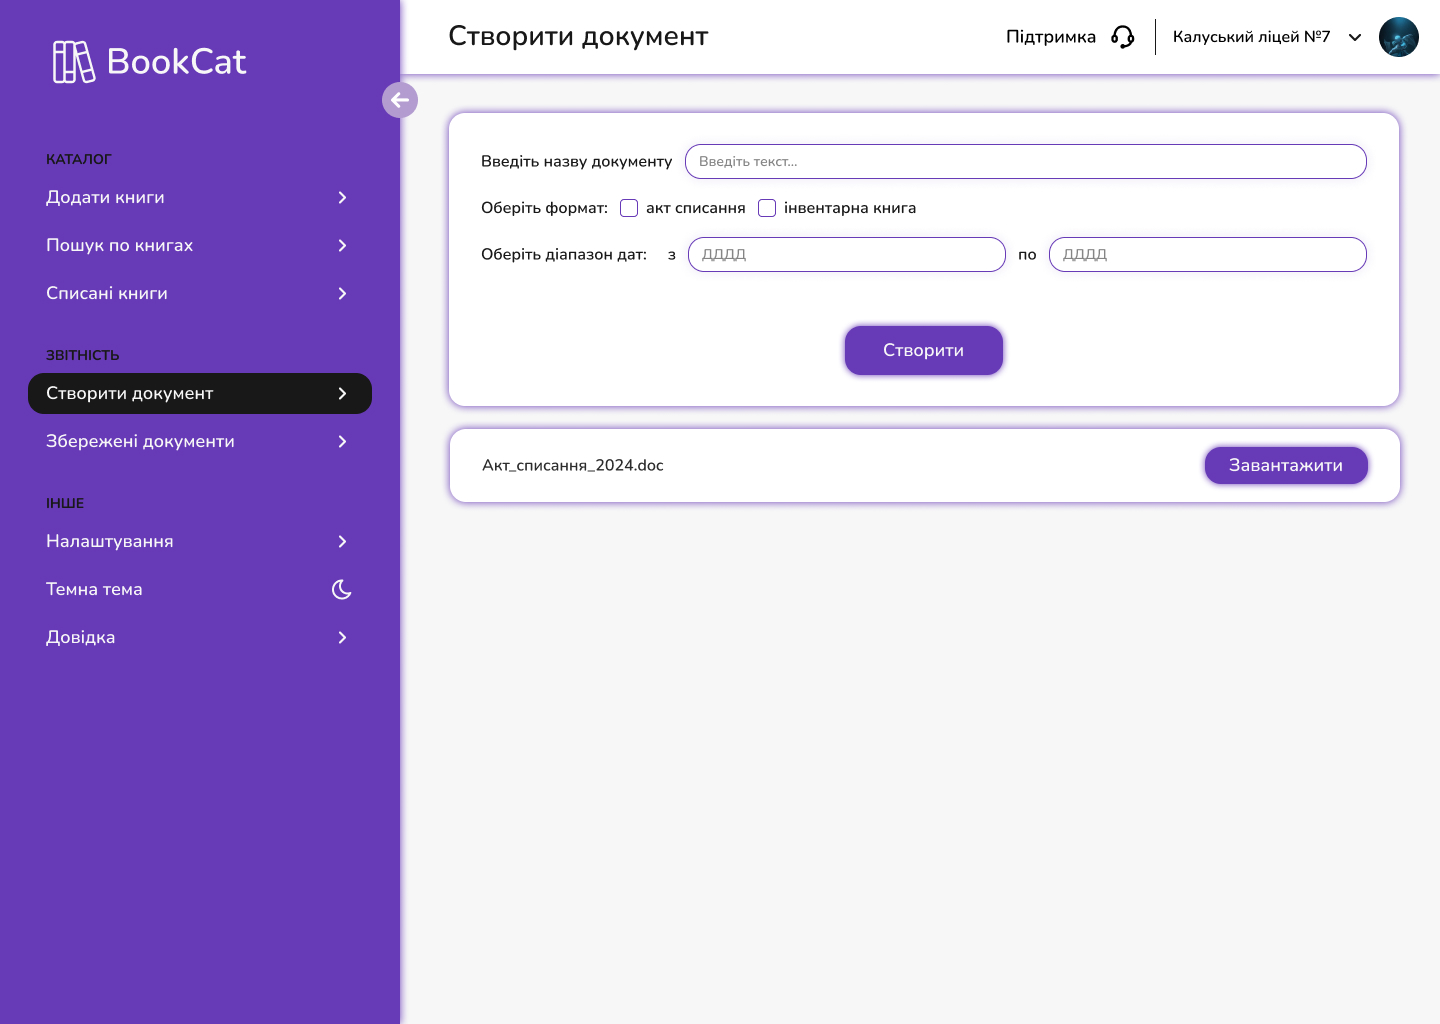 BookCat
Створити документ
Підтримка
Калуський ліцей №7
КАТАЛОГ
Додати книги
Пошук по книгах
Списані книги
ЗВІТНІСТЬ
Створити документ
Збережені документи
ІНШЕ
Налаштування
Темна тема
Довідка
Введіть назву документу Введіть текст...
Оберіть формат: акт списання інвентарна книга
Оберіть діапазон дат: з ДДДД по ДДДД
Створити
Акт_списання_2024.doc
Завантажити